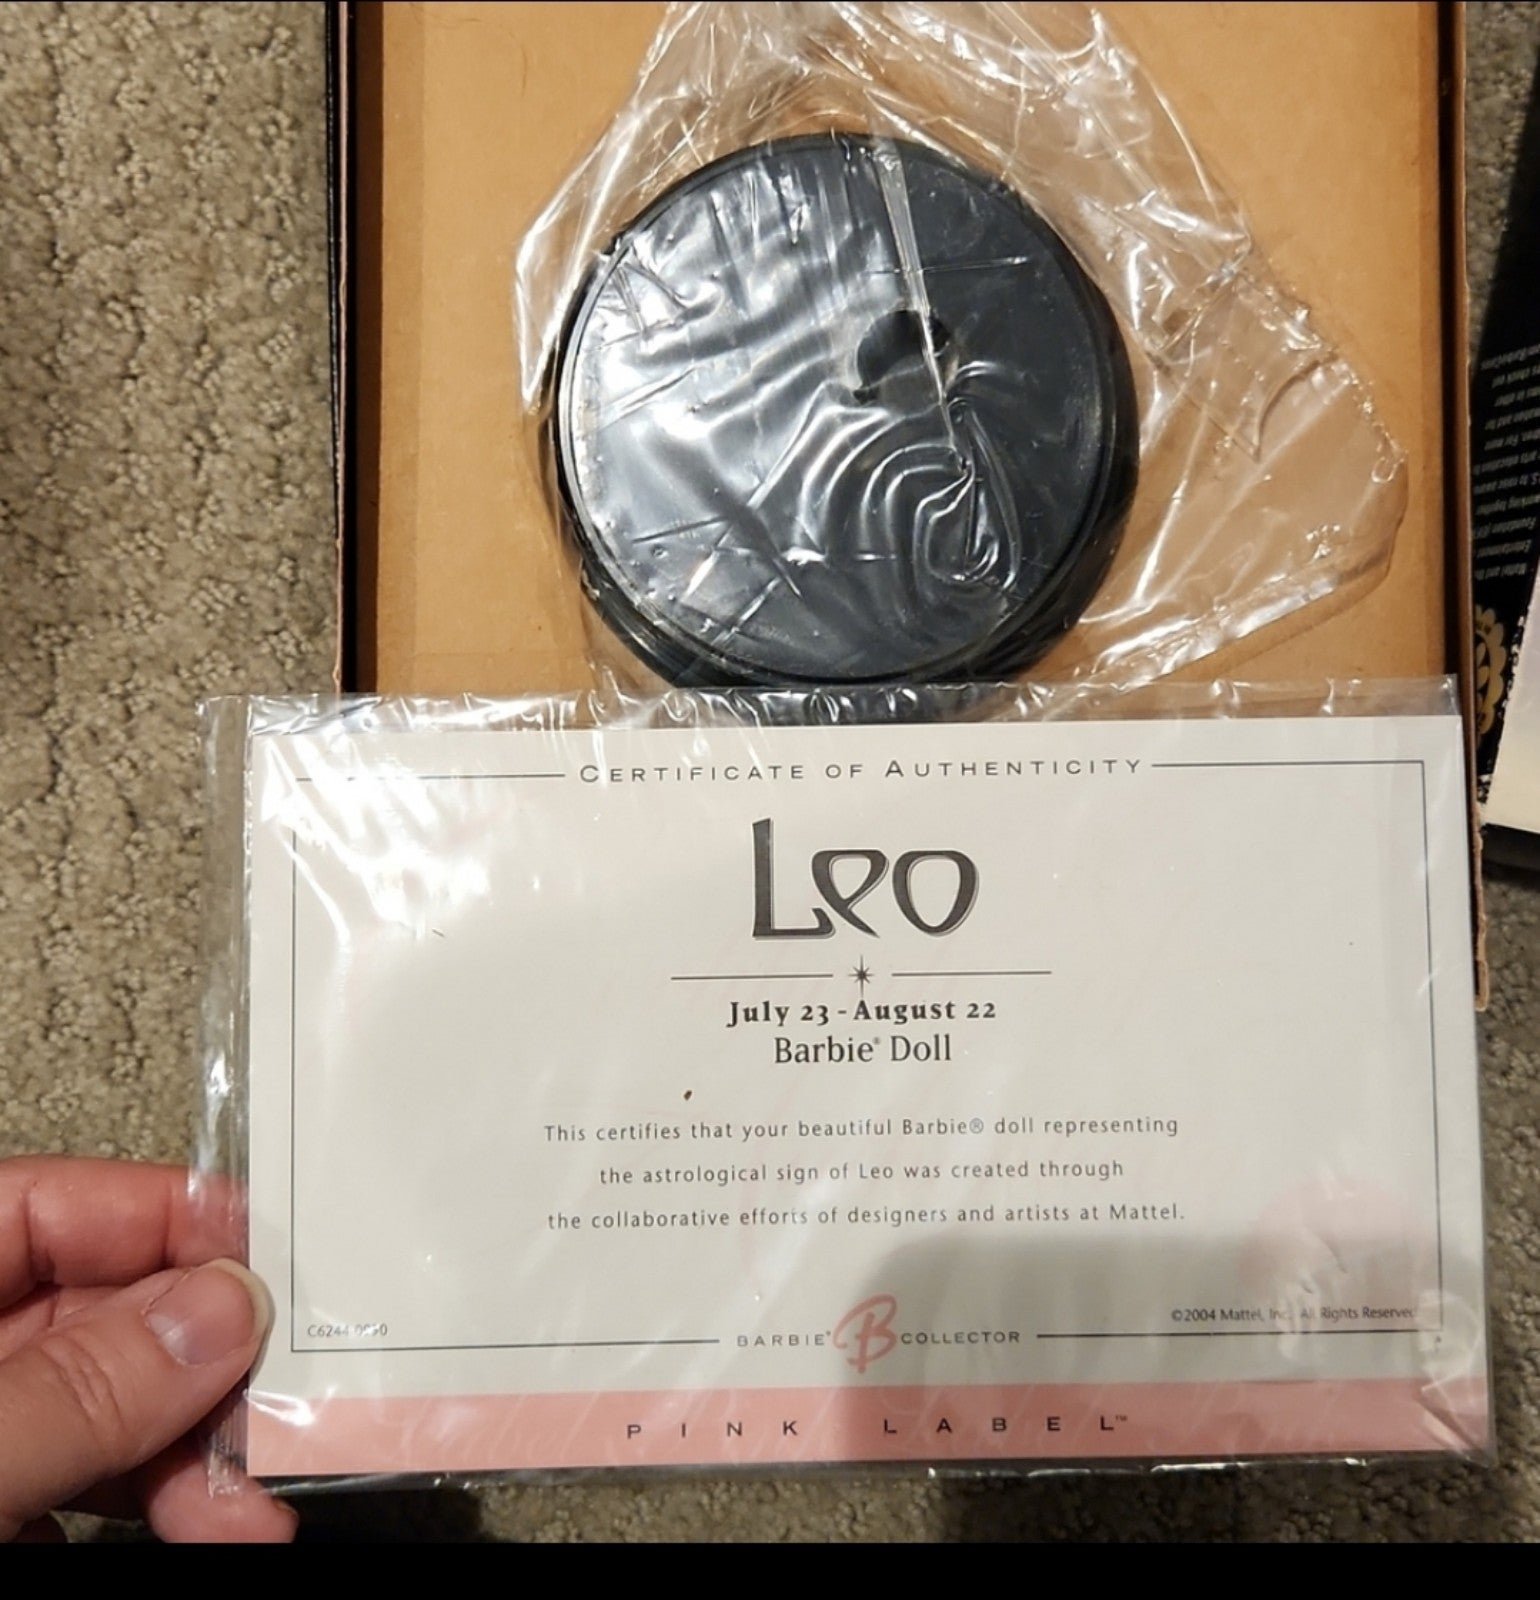 CERTIFICATE OF AUTHENTICITY
Leo
July 23 - August 22
Barbie® Doll
This certifies that your beautiful Barbie® doll representing
the astrological sign of Leo was created through
the collaborative efforts of designers and artists at Mattel.
C6244
©2004 Mattel, Inc. All Rights Reserved
BARBIE® B COLLECTOR
PINK LABEL™